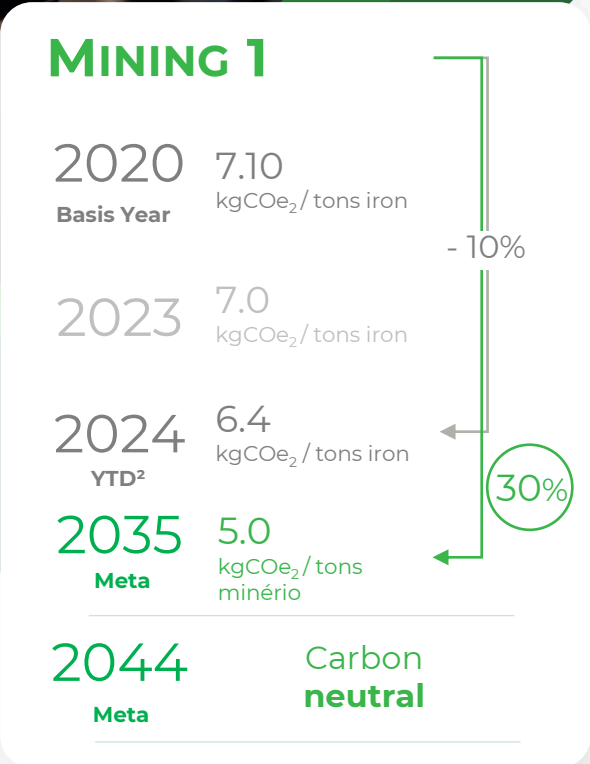 MINING 1
2020
Basis Year
7.10
kgCOe₂ / tons iron
- 10%
2023
7.0
kgCOe₂ / tons iron
2024
YTD²
6.4
kgCOe₂ / tons iron
30%
2035
Meta
5.0
kgCOe₂ / tons
minério
2044
Meta
Carbon
neutral